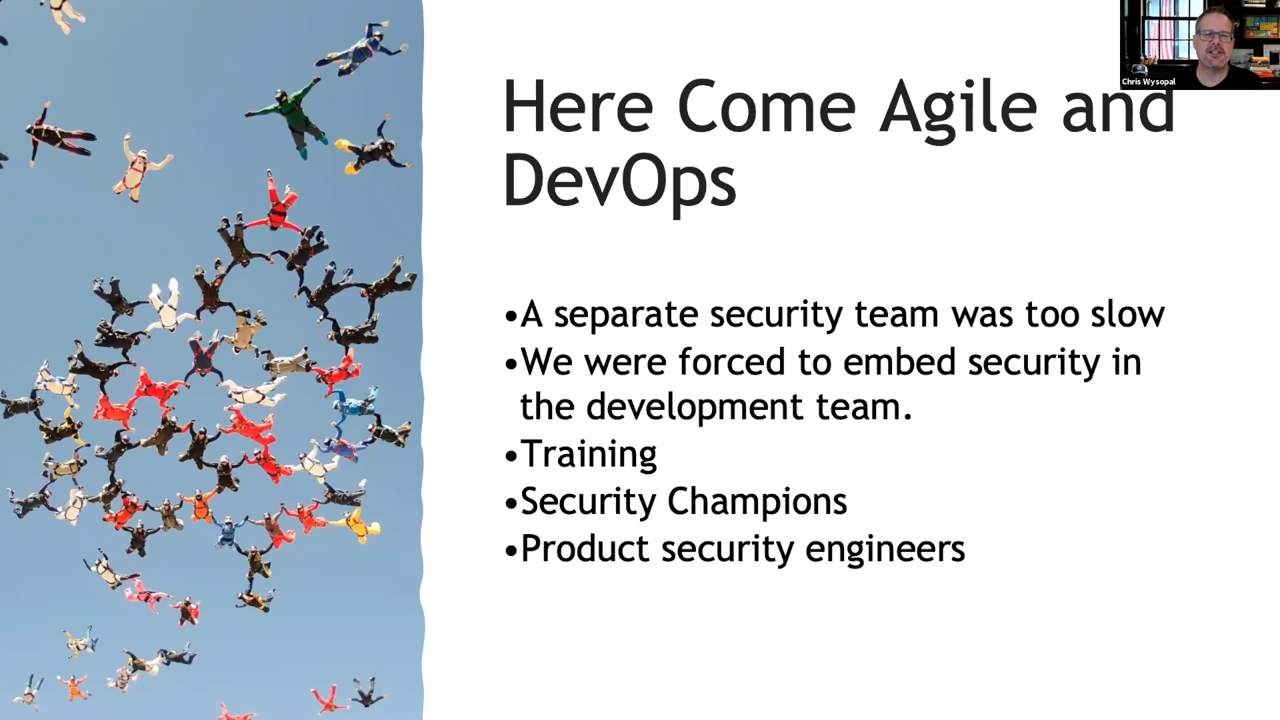 Chris Wysopal
Here Come Agile and
DevOps
•A separate security team was too slow
•We were forced to embed security in
the development team.
•Training
•Security Champions
•Product security engineers